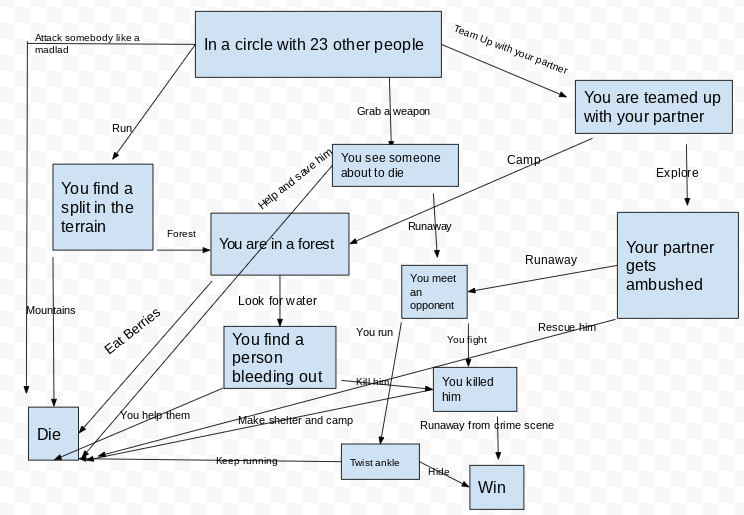 Attack somebody like a
madlad
In a circle with 23 other people
Team Up with your partner
You are teamed up
with your partner
Grab a weapon
Run
You see someone
about to die
Camp
Explore
Help and save him
You find a
split in the
terrain
Forest
You are in a forest
Runaway
Your partner
gets
ambushed
Runaway
You meet
an
opponent
Mountains
Eat Berries
Look for water
You run
You fight
Rescue him
You find a
person
bleeding out
Kill him
You killed
him
Die
You help them
Make shelter and camp
Runaway from crime scene
Keep running
Twist ankle
Hide
Win